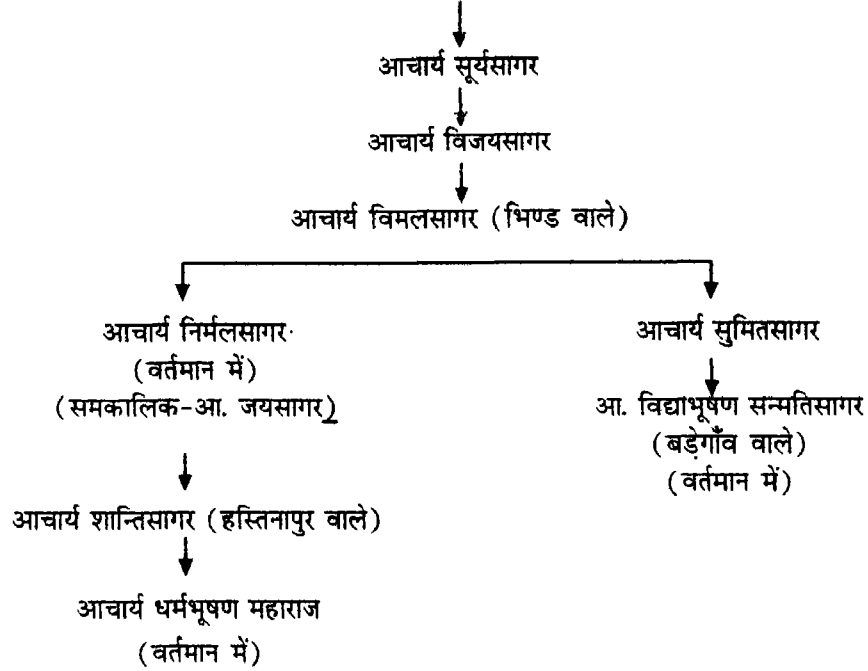 आचार्य सूर्यसागर
आचार्य विजयसागर
आचार्य विमलसागर (भिण्ड वाले)
आचार्य निर्मलसागर
(वर्तमान में)
(समकालिक-आ. जयसागर)
आचार्य शान्तिसागर (हस्तिनापुर वाले)
आचार्य धर्मभूषण महाराज
(वर्तमान में)
आचार्य सुमितसागर
आ. विद्याभूषण सन्मतिसागर
(बड़ेगाँव वाले)
(वर्तमान में)